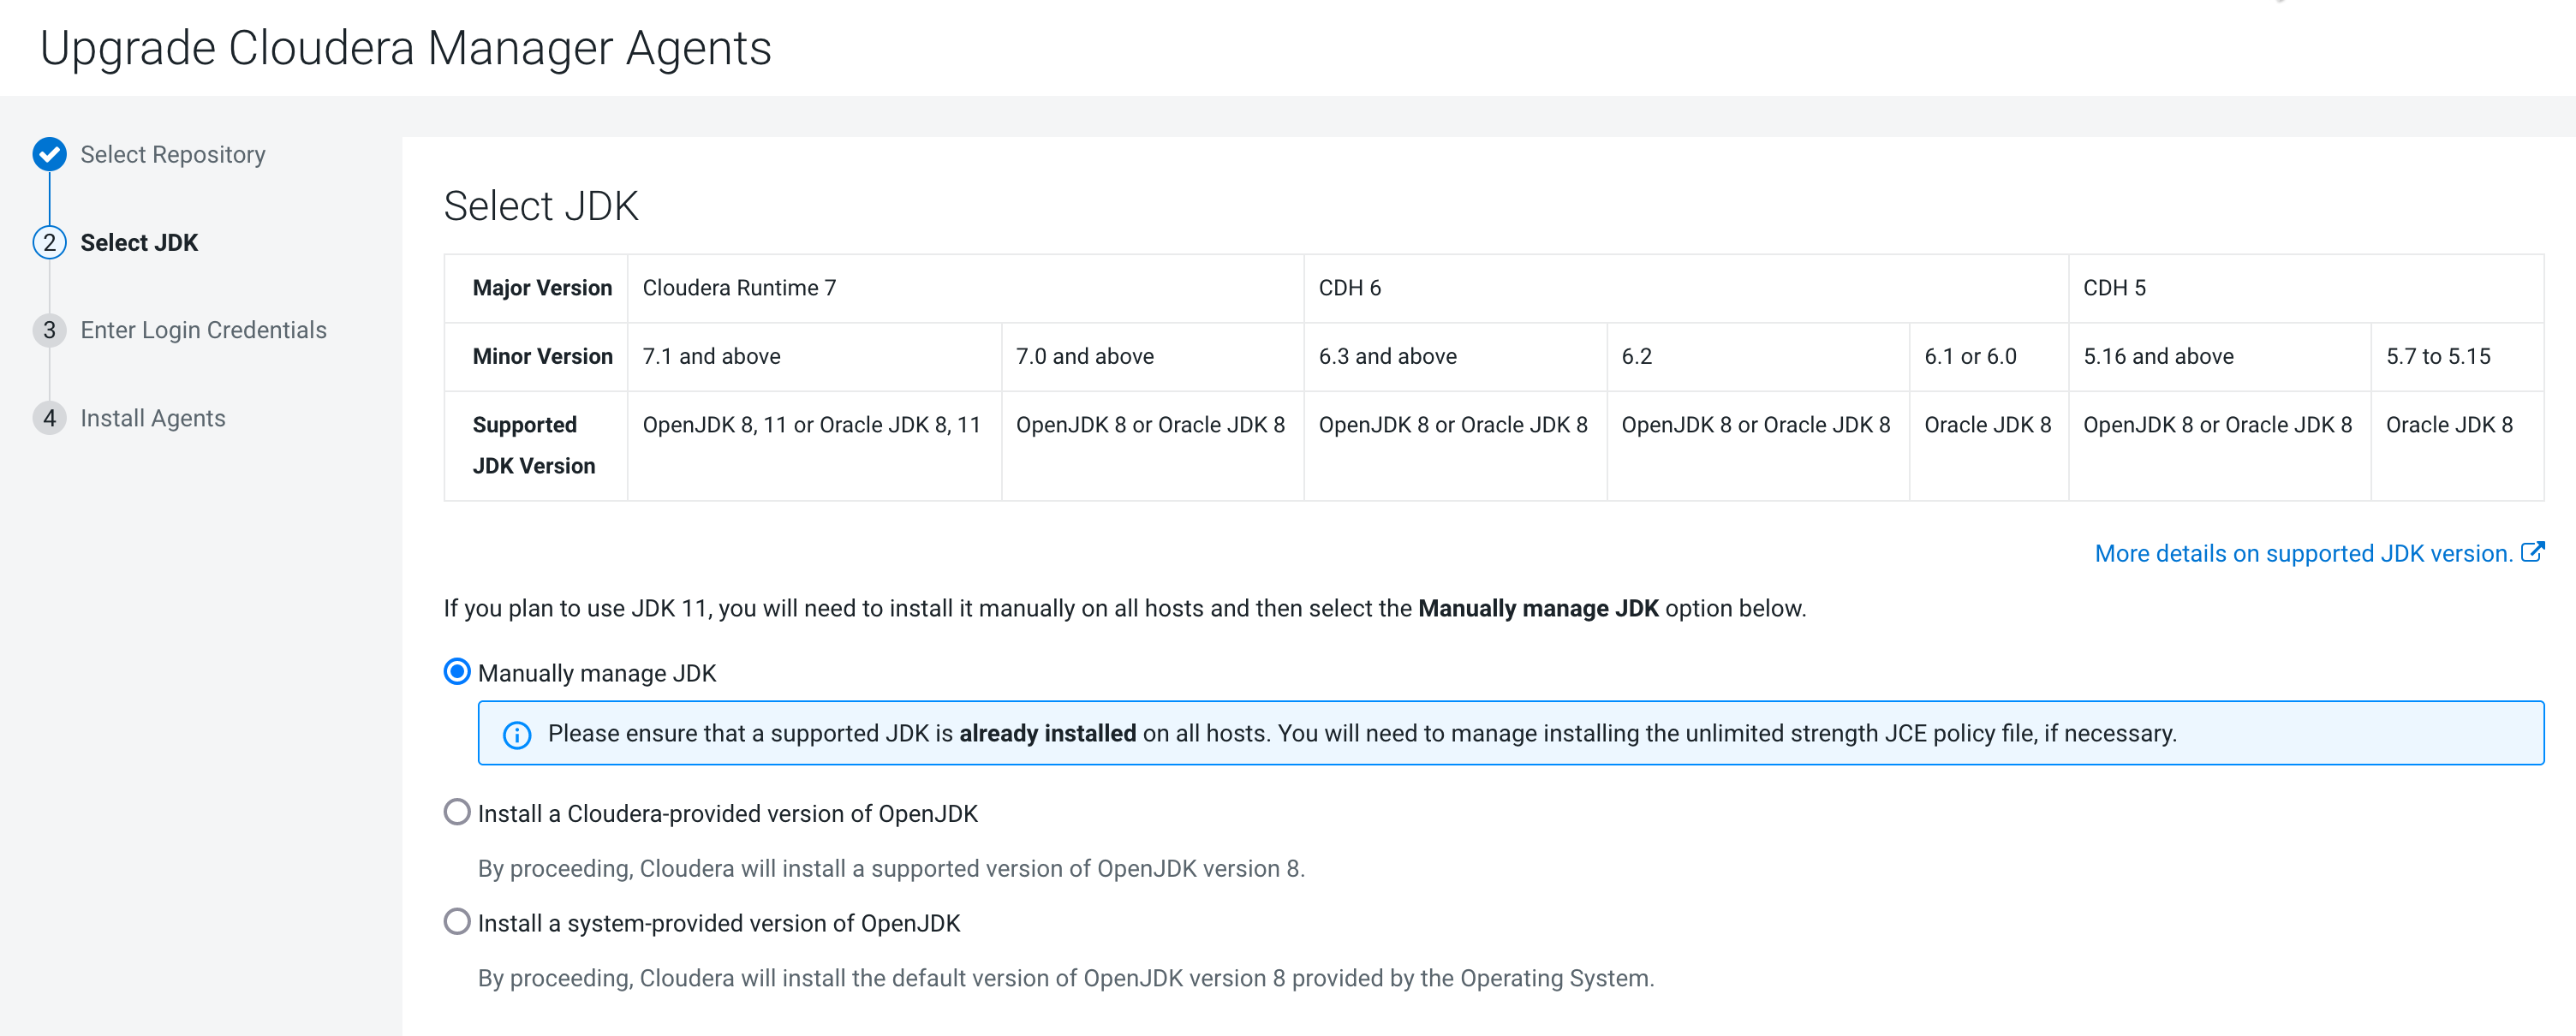 Upgrade Cloudera Manager Agents
Select Repository
2 Select JDK
3 Enter Login Credentials
4 Install Agents
Select JDK
Major Version Cloudera Runtime 7 CDH 6 CDH 5
Minor Version 7.1 and above 7.0 and above 6.3 and above 6.2 6.1 or 6.0 5.16 and above 5.7 to 5.15
Supported OpenJDK 8, 11 or Oracle JDK 8, 11 OpenJDK 8 or Oracle JDK 8 OpenJDK 8 or Oracle JDK 8 OpenJDK 8 or Oracle JDK 8 Oracle JDK 8 OpenJDK 8 or Oracle JDK 8 Oracle JDK 8
JDK Version
More details on supported JDK version.
If you plan to use JDK 11, you will need to install it manually on all hosts and then select the Manually manage JDK option below.
Manually manage JDK
Please ensure that a supported JDK is already installed on all hosts. You will need to manage installing the unlimited strength JCE policy file, if necessary.
Install a Cloudera-provided version of OpenJDK
By proceeding, Cloudera will install a supported version of OpenJDK version 8.
Install a system-provided version of OpenJDK
By proceeding, Cloudera will install the default version of OpenJDK version 8 provided by the Operating System.